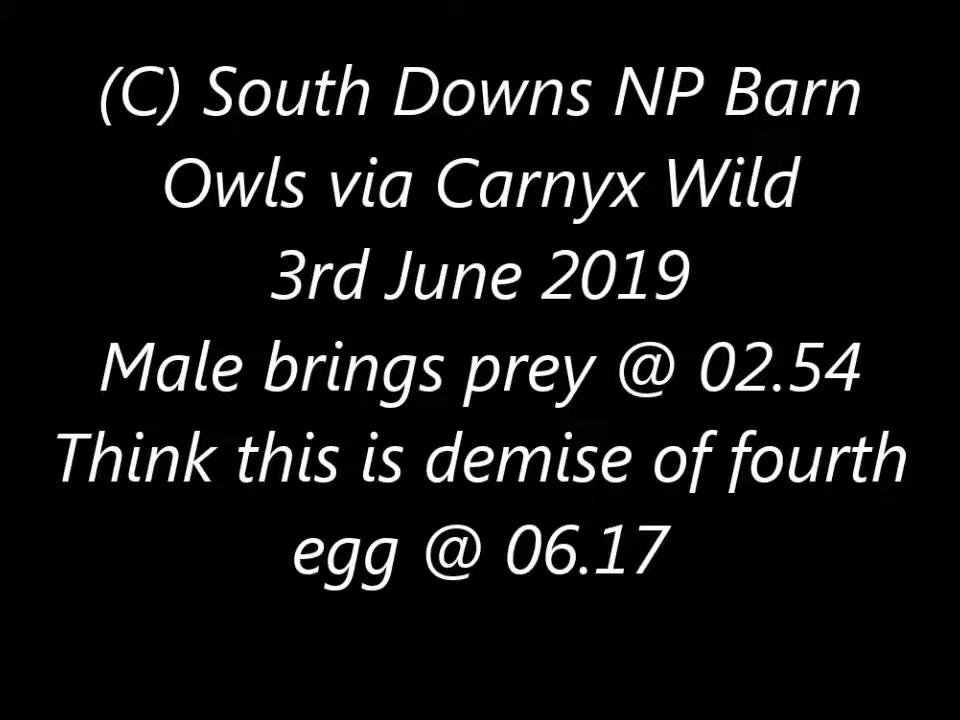 (C) South Downs NP Barn
Owls via Carnyx Wild
3rd June 2019
Male brings prey @ 02.54
Think this is demise of fourth
egg @ 06.17